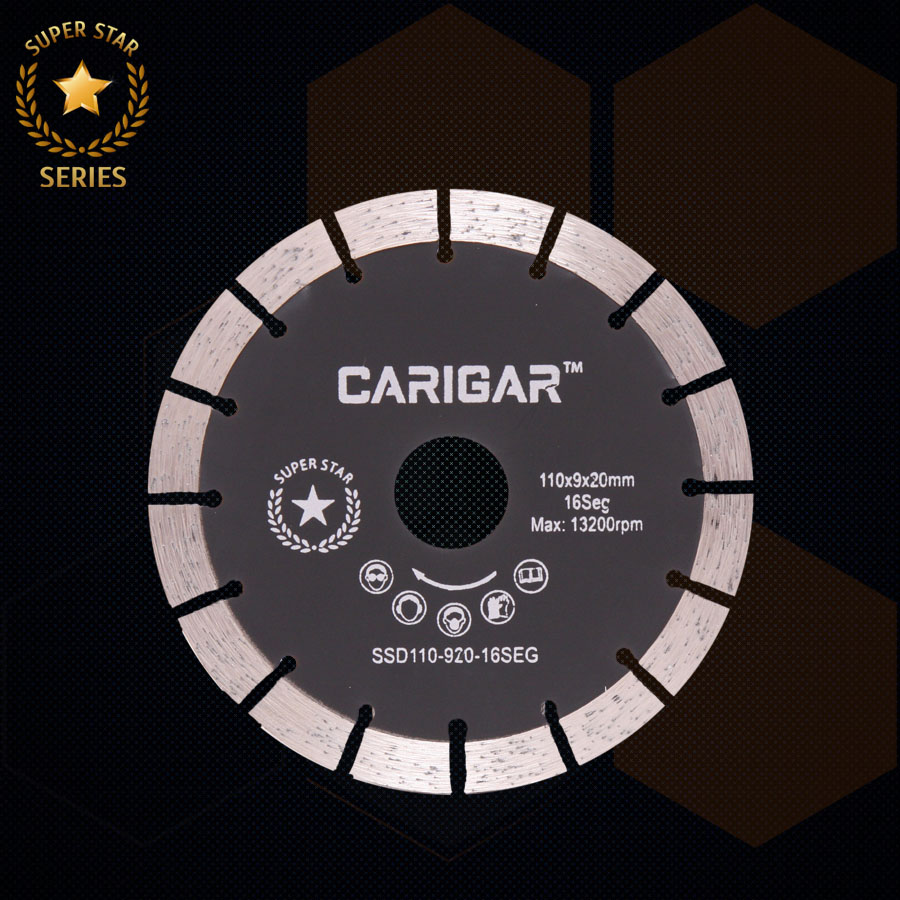 SUPER STAR
SERIES
CARIGAR™
SUPER STAR
110x9x20mm
16Seg
Max: 13200rpm
SSD110-920-16SEG